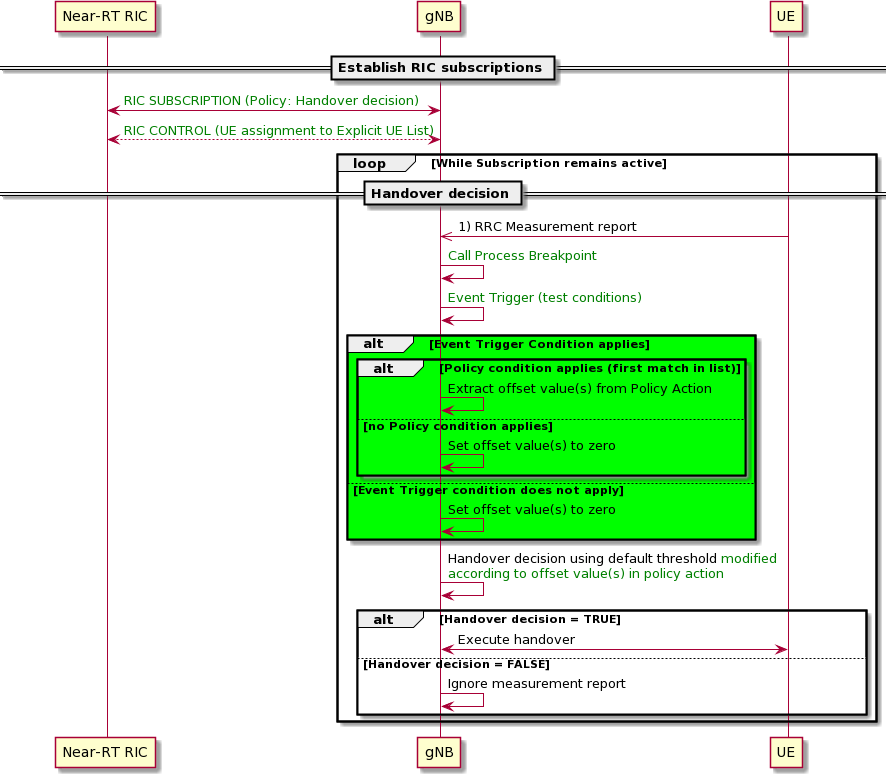 Near-RT RIC
gNB
UE
Establish RIC subscriptions
RIC SUBSCRIPTION (Policy: Handover decision)
RIC CONTROL (UE assignment to Explicit UE List)
loop [While Subscription remains active]
Handover decision
1) RRC Measurement report
Call Process Breakpoint
Event Trigger (test conditions)
alt [Event Trigger Condition applies]
alt [Policy condition applies (first match in list)]
Extract offset value(s) from Policy Action
[no Policy condition applies]
Set offset value(s) to zero
[Event Trigger condition does not apply]
Set offset value(s) to zero
Handover decision using default threshold modified
according to offset value(s) in policy action
alt [Handover decision = TRUE]
Execute handover
[Handover decision = FALSE]
Ignore measurement report
Near-RT RIC
gNB
UE